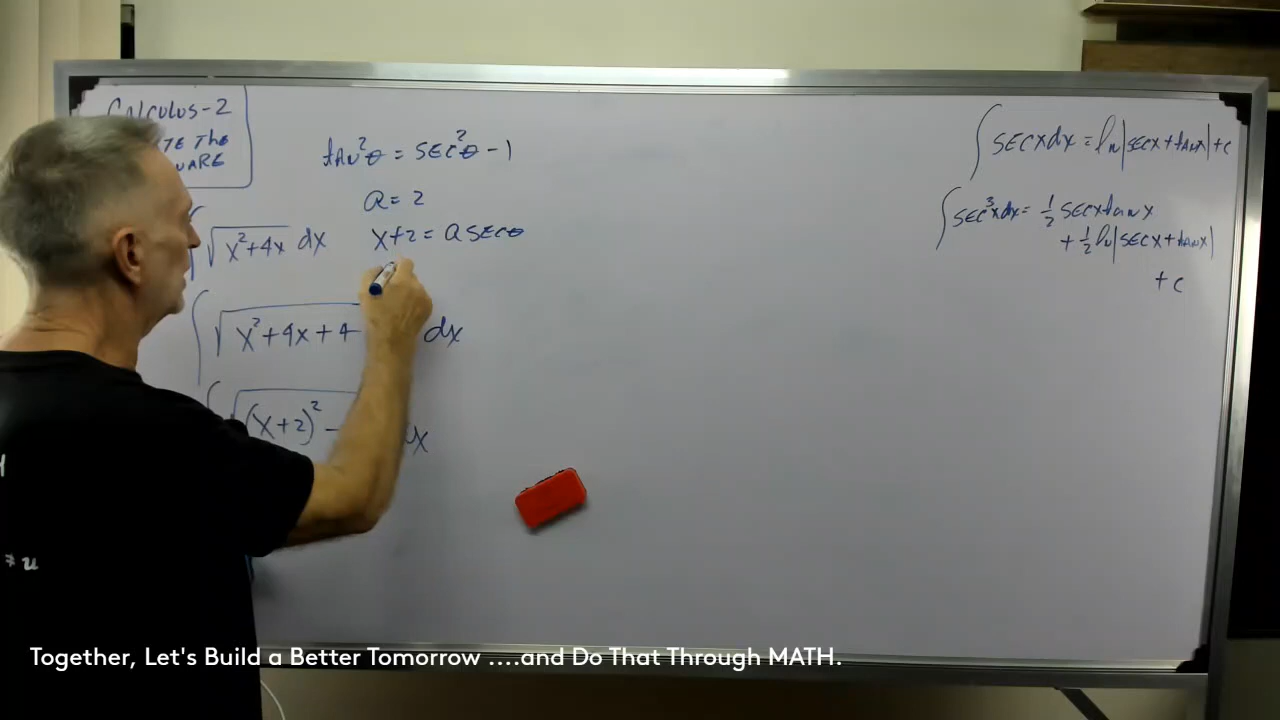 CALCULUS-2
THE
tan²θ = SEC²θ - 1
a = 2
x+2 = a SECθ
∫ √(x²+4x) dx
∫ √(x²+4x+4 dx
∫ √((x+2)² -
∫ SECXdx = ln|SECX+tanX|+C
∫ SEC³xdx = ½ SECXtanX
+ ½ ln|SECX+tanX|
+ C
≠ u
Together, Let's Build a Better Tomorrow ....and Do That Through MATH.